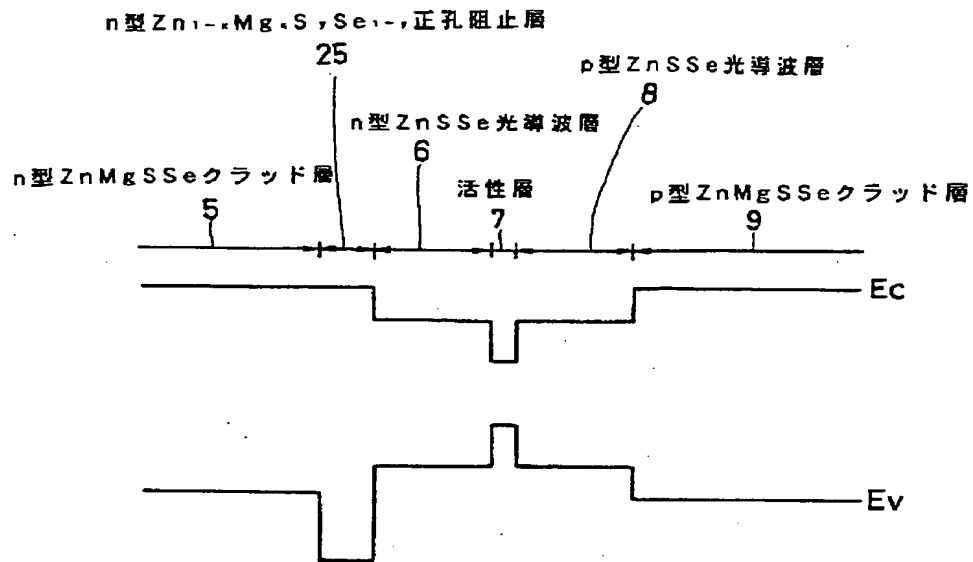 n型Zn₁₋ₓMgₓSᵧSe₁₋ᵧ正孔阻止層
25
p型ZnSSe光導波層
8
n型ZnSSe光導波層
6
n型ZnMgSSeクラッド層
5
活性層
7
p型ZnMgSSeクラッド層
9
Ec
Ev